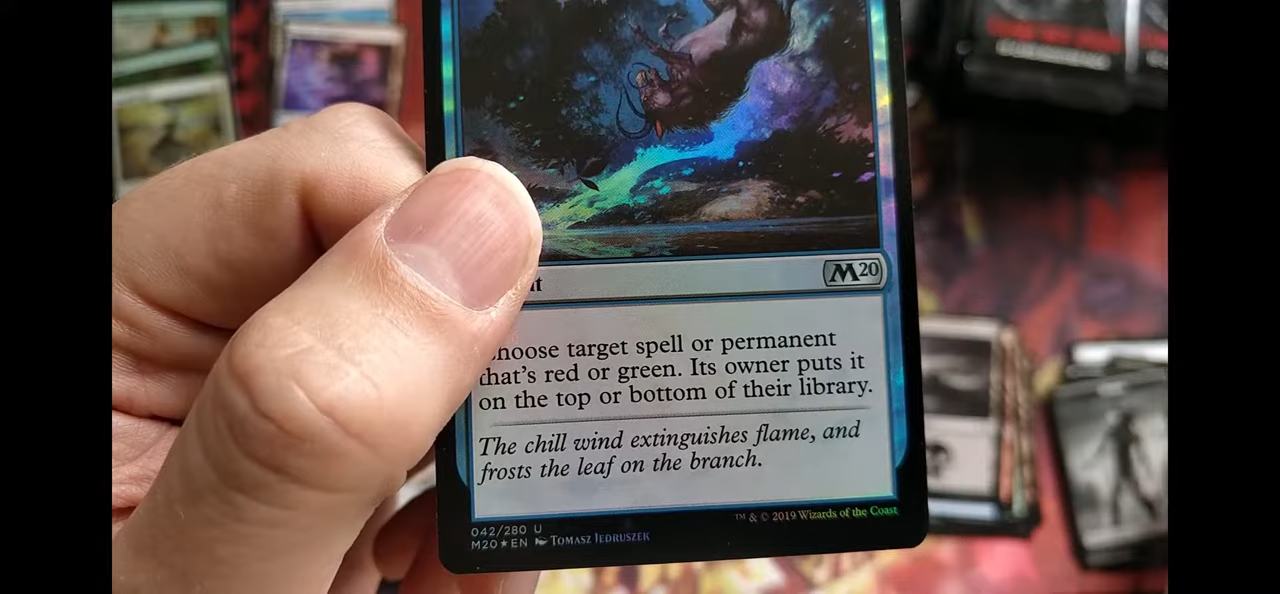 M20
hoose target spell or permanent
that's red or green. Its owner puts it
on the top or bottom of their library.
The chill wind extinguishes flame, and
frosts the leaf on the branch.
042/280 U
M20★EN TOMASZ JEDRUSZEK
™ & © 2019 Wizards of the Coast